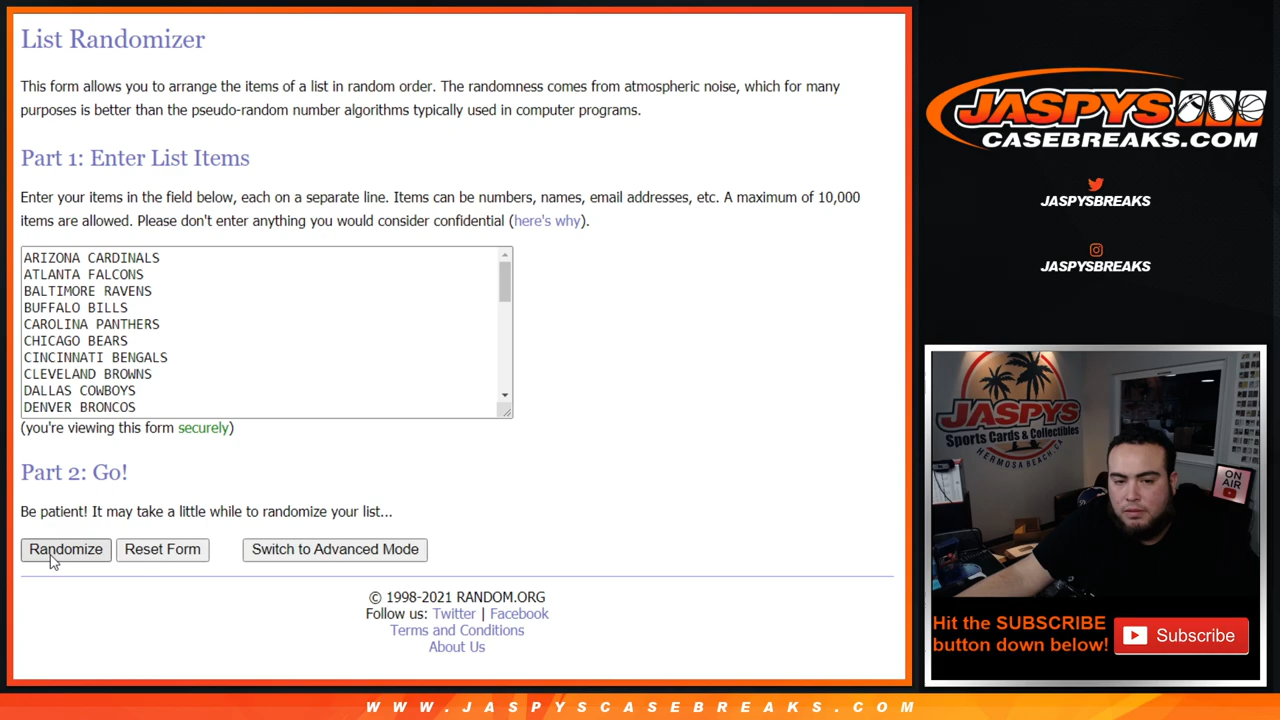 List Randomizer
This form allows you to arrange the items of a list in random order. The randomness comes from atmospheric noise, which for many
purposes is better than the pseudo-random number algorithms typically used in computer programs.
Part 1: Enter List Items
Enter your items in the field below, each on a separate line. Items can be numbers, names, email addresses, etc. A maximum of 10,000
items are allowed. Please don't enter anything you would consider confidential (here's why).
ARIZONA CARDINALS
ATLANTA FALCONS
BALTIMORE RAVENS
BUFFALO BILLS
CAROLINA PANTHERS
CHICAGO BEARS
CINCINNATI BENGALS
CLEVELAND BROWNS
DALLAS COWBOYS
DENVER BRONCOS
(you're viewing this form securely)
Part 2: Go!
Be patient! It may take a little while to randomize your list...
Randomize Reset Form Switch to Advanced Mode
© 1998-2021 RANDOM.ORG
Follow us: Twitter | Facebook
Terms and Conditions
About Us
JASPYS
CASEBREAKS.COM
JASPYSBREAKS
JASPYSBREAKS
JASPYS
Sports Cards & Collectibles
HERMOSA BEACH, CA
ON
AIR
Hit the SUBSCRIBE
button down below!
Subscribe
WWW.JASPYSCASEBREAKS.COM